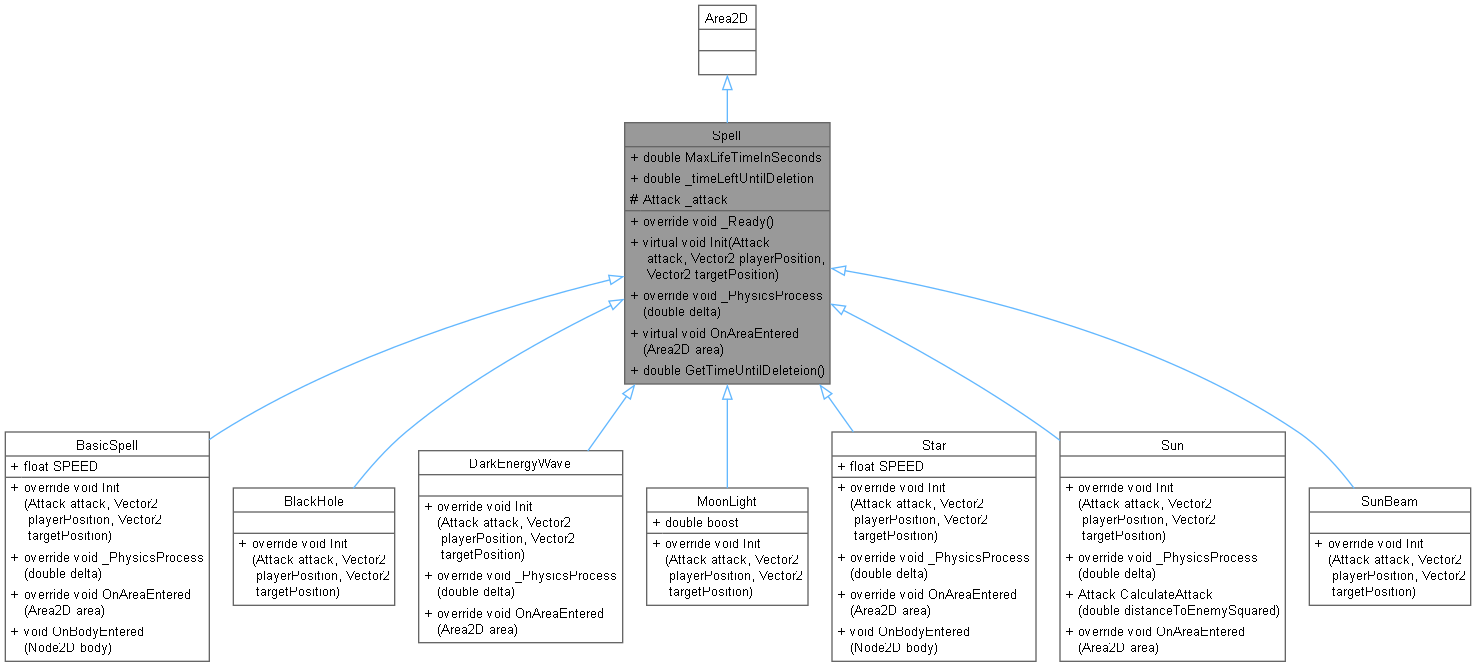 Area2D
Spell
+ double MaxLifeTimeInSeconds
+ double _timeLeftUntilDeletion
# Attack _attack
+ override void _Ready()
+ virtual void Init(Attack
attack, Vector2 playerPosition,
Vector2 targetPosition)
+ override void _PhysicsProcess
(double delta)
+ virtual void OnAreaEntered
(Area2D area)
+ double GetTimeUntilDeleteion()
BasicSpell
+ float SPEED
+ override void Init
(Attack attack, Vector2
playerPosition, Vector2
targetPosition)
+ override void _PhysicsProcess
(double delta)
+ override void OnAreaEntered
(Area2D area)
+ void OnBodyEntered
(Node2D body)
BlackHole
+ override void Init
(Attack attack, Vector2
playerPosition, Vector2
targetPosition)
DarkEnergyWave
+ override void Init
(Attack attack, Vector2
playerPosition, Vector2
targetPosition)
+ override void _PhysicsProcess
(double delta)
+ override void OnAreaEntered
(Area2D area)
MoonLight
+ double boost
+ override void Init
(Attack attack, Vector2
playerPosition, Vector2
targetPosition)
Star
+ float SPEED
+ override void Init
(Attack attack, Vector2
playerPosition, Vector2
targetPosition)
+ override void _PhysicsProcess
(double delta)
+ override void OnAreaEntered
(Area2D area)
+ void OnBodyEntered
(Node2D body)
Sun
+ override void Init
(Attack attack, Vector2
playerPosition, Vector2
targetPosition)
+ override void _PhysicsProcess
(double delta)
+ Attack CalculateAttack
(double distanceToEnemySquared)
+ override void OnAreaEntered
(Area2D area)
SunBeam
+ override void Init
(Attack attack, Vector2
playerPosition, Vector2
targetPosition)